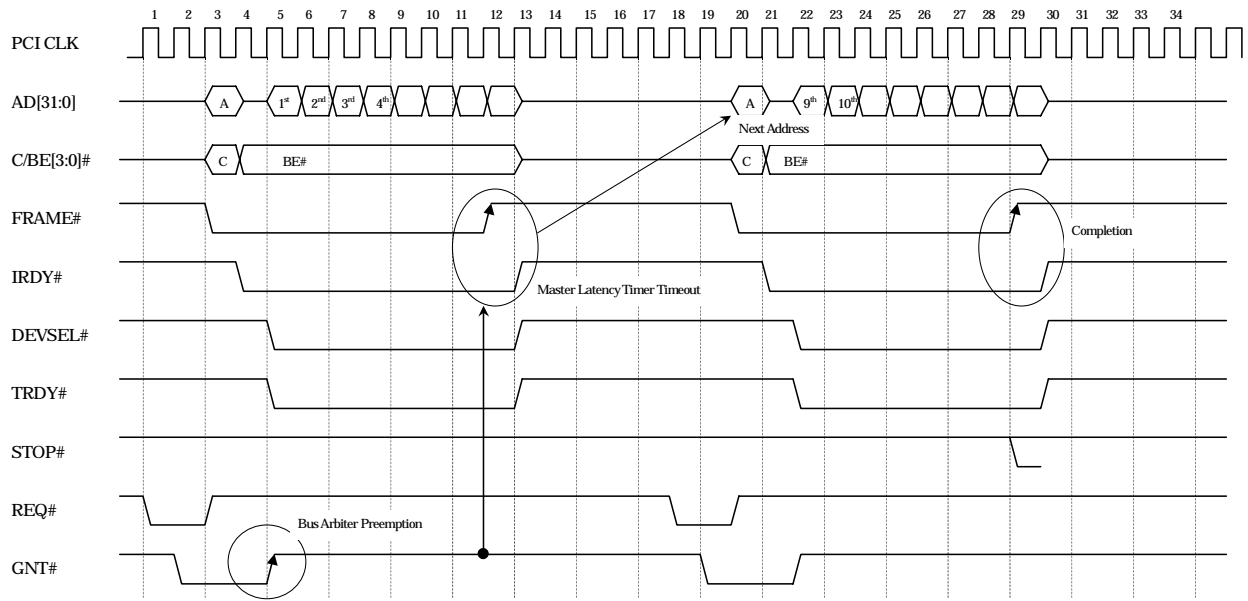 1 2 3 4 5 6 7 8 9 10 11 12 13 14 15 16 17 18 20 21 22 23 24 25 26 27 28 29 30 31 32 33 34
PCI CLK
AD[31:0] A 1st 2nd 3rd 4th A 9th 10th
Next Address
C/BE[3:0]# C BE# C BE#
FRAME#
Completion
IRDY#
Master Latency Timer Timeout
DEVSEL#
TRDY#
STOP#
REQ#
Bus Arbiter Preemption
GNT#